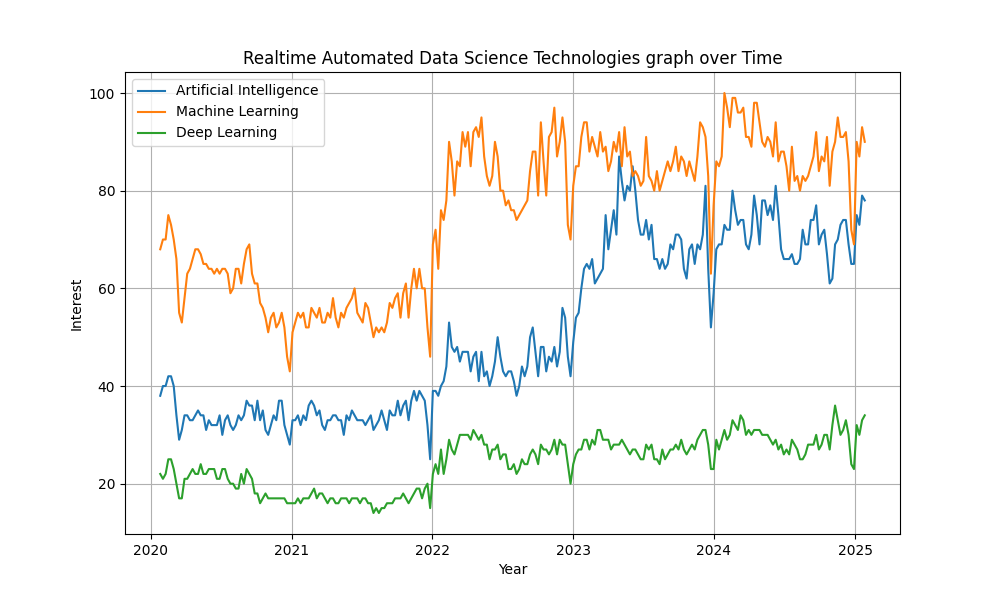 Realtime Automated Data Science Technologies graph over Time
Artificial Intelligence
Machine Learning
Deep Learning
100
80
60
40
20
Interest
2020 2021 2022 2023 2024 2025
Year